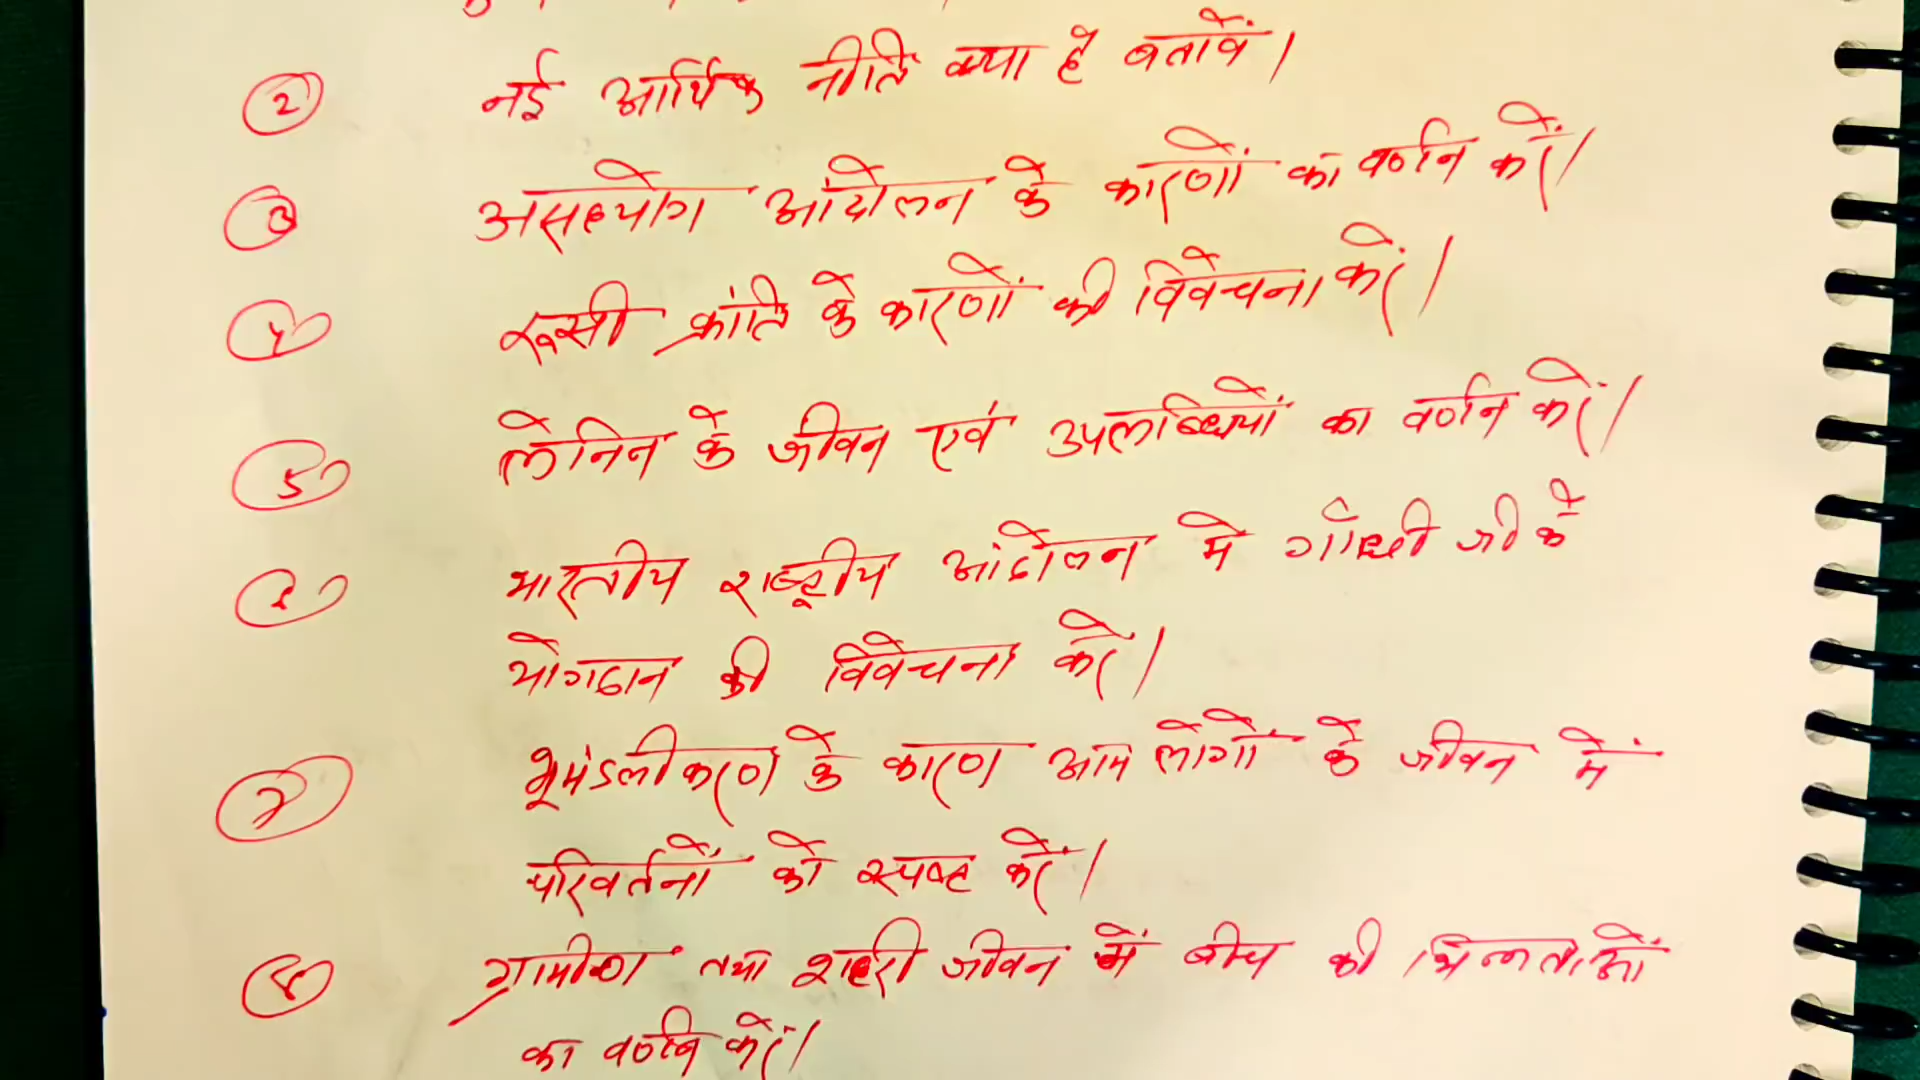 2 नई आर्थिक नीति क्या है बतावें।
3 असहयोग आंदोलन के कारणों का वर्णन करें।
4 रूसी क्रांति के कारणों की विवेचना करें।
5 लेनिन के जीवन एवं उपलब्धियों का वर्णन करें।
भारतीय राष्ट्रीय आंदोलन मे गाँधी जी के
योगदान की विवेचना करें।
7 भूमंडलीकरण के कारण आम लोगों के जीवन में
परिवर्तनों को स्पष्ट करें।
ग्रामीण तथा शहरी जीवन में बीच की भिन्नताओं
का वर्णन करें।